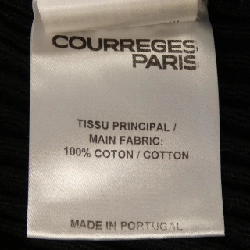 COURREGES
PARIS
TISSU PRINCIPAL /
MAIN FABRIC:
100% COTON / COTTON
MADE IN PORTUGAL